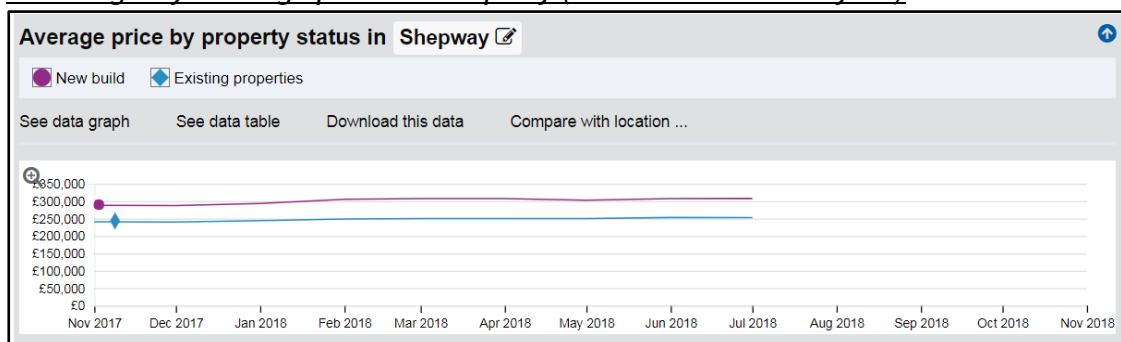 Average price by property status in Shepway
New build Existing properties
See data graph See data table Download this data Compare with location ...
£350,000
£300,000
£250,000
£200,000
£150,000
£100,000
£50,000
£0
Nov 2017 Dec 2017 Jan 2018 Feb 2018 Mar 2018 Apr 2018 May 2018 Jun 2018 Jul 2018 Aug 2018 Sep 2018 Oct 2018 Nov 2018